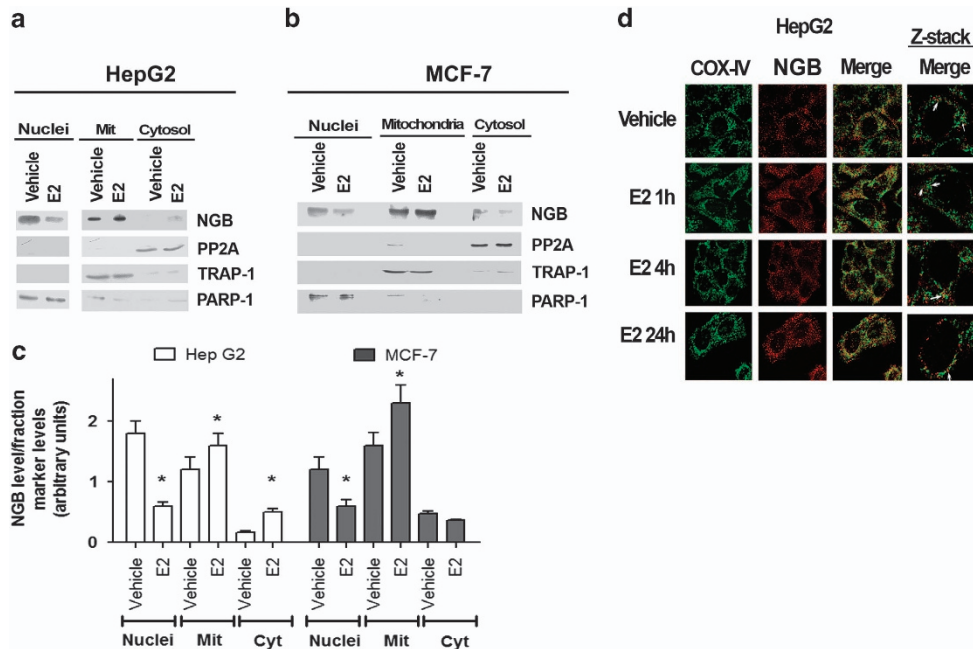 a
HepG2
Nuclei Mit Cytosol
Vehicle E2 Vehicle E2 Vehicle E2
NGB
PP2A
TRAP-1
PARP-1
b
MCF-7
Nuclei Mitochondria Cytosol
Vehicle E2 Vehicle E2 Vehicle E2
NGB
PP2A
TRAP-1
PARP-1
c
Hep G2 MCF-7
NGB level/fraction
marker levels
(arbitrary units)
2
1
0
* * * * *
Vehicle E2 Vehicle E2 Vehicle E2 Vehicle E2 Vehicle E2 Vehicle E2
Nuclei Mit Cyt Nuclei Mit Cyt
d
HepG2
Z-stack
COX-IV NGB Merge Merge
Vehicle
E2 1h
E2 4h
E2 24h